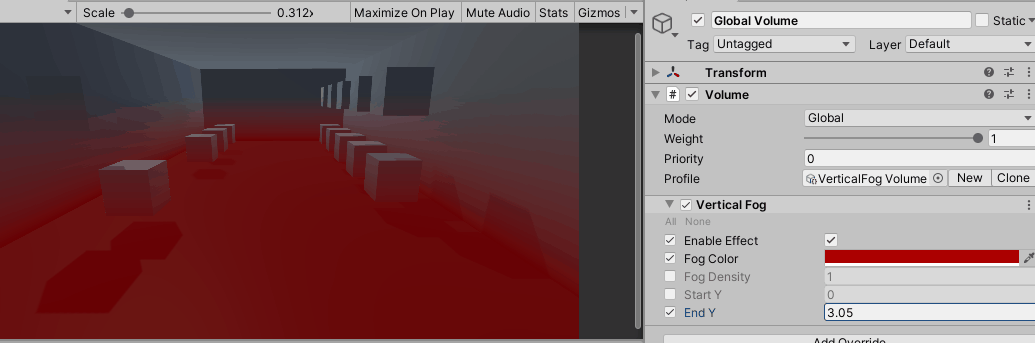 Scale 0.312x Maximize On Play Mute Audio Stats Gizmos
Global Volume Static
Tag Untagged Layer Default
Transform
# Volume
Mode Global
Weight 1
Priority 0
Profile VerticalFog Volume New Clone
Vertical Fog
All None
Enable Effect
Fog Color
Fog Density 1
Start Y 0
End Y 3.05
Add Override